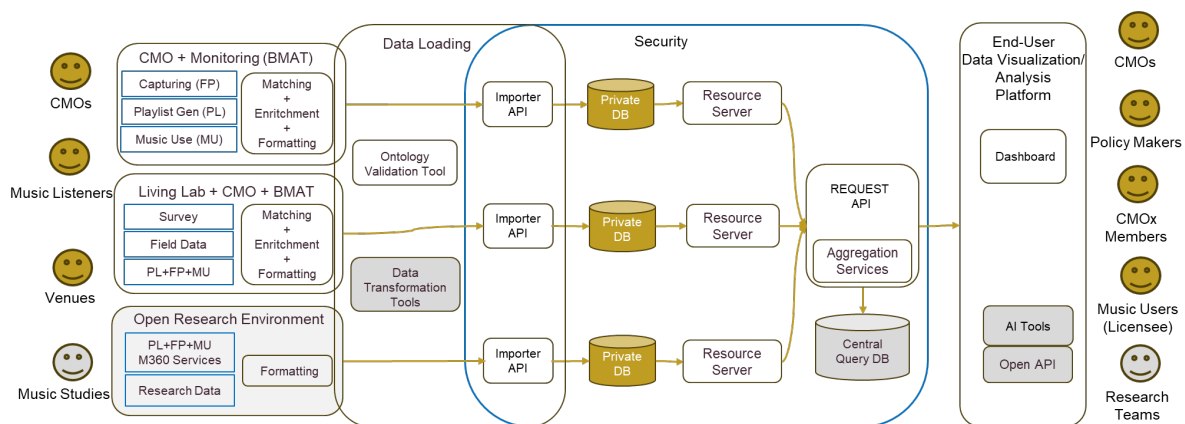 CMOs
Music Listeners
Venues
Music Studies
CMO + Monitoring (BMAT)
Capturing (FP)
Playlist Gen (PL)
Music Use (MU)
Matching
+
Enritchment
+
Formatting
Living Lab + CMO + BMAT
Survey
Field Data
PL+FP+MU
Matching
+
Enritchment
+
Formatting
Open Research Environment
PL+FP+MU
M360 Services
Research Data
Formatting
Data Loading
Ontology
Validation Tool
Data
Transformation
Tools
Security
Importer
API
Private
DB
Resource
Server
Importer
API
Private
DB
Resource
Server
Importer
API
Private
DB
Resource
Server
REQUEST
API
Aggregation
Services
Central
Query DB
End-User
Data Visualization/
Analysis
Platform
Dashboard
AI Tools
Open API
CMOs
Policy Makers
CMOx
Members
Music Users
(Licensee)
Research
Teams